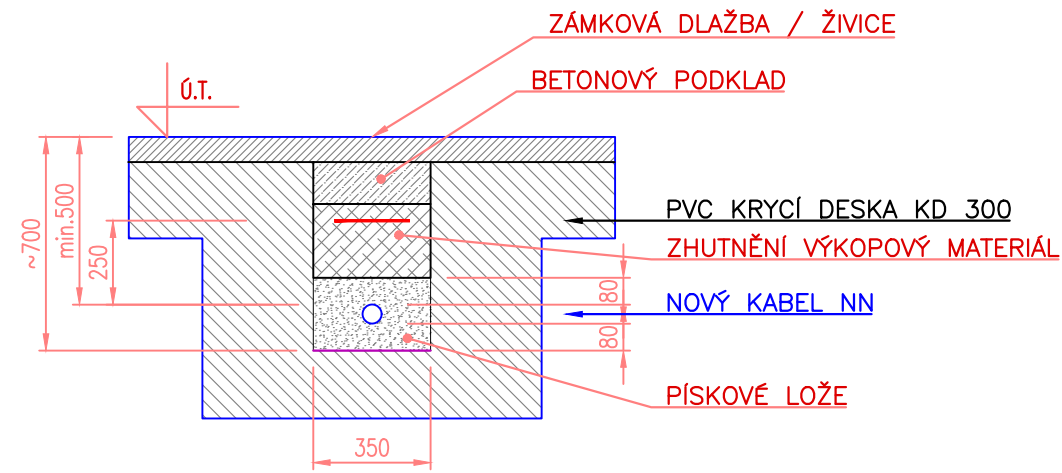 ZÁMKOVÁ DLAŽBA / ŽIVICE
BETONOVÝ PODKLAD
Ú.T.
PVC KRYCÍ DESKA KD 300
ZHUTNĚNÍ VÝKOPOVÝ MATERIÁL
NOVÝ KABEL NN
PÍSKOVÉ LOŽE
~700
min.500
250
80
80
350